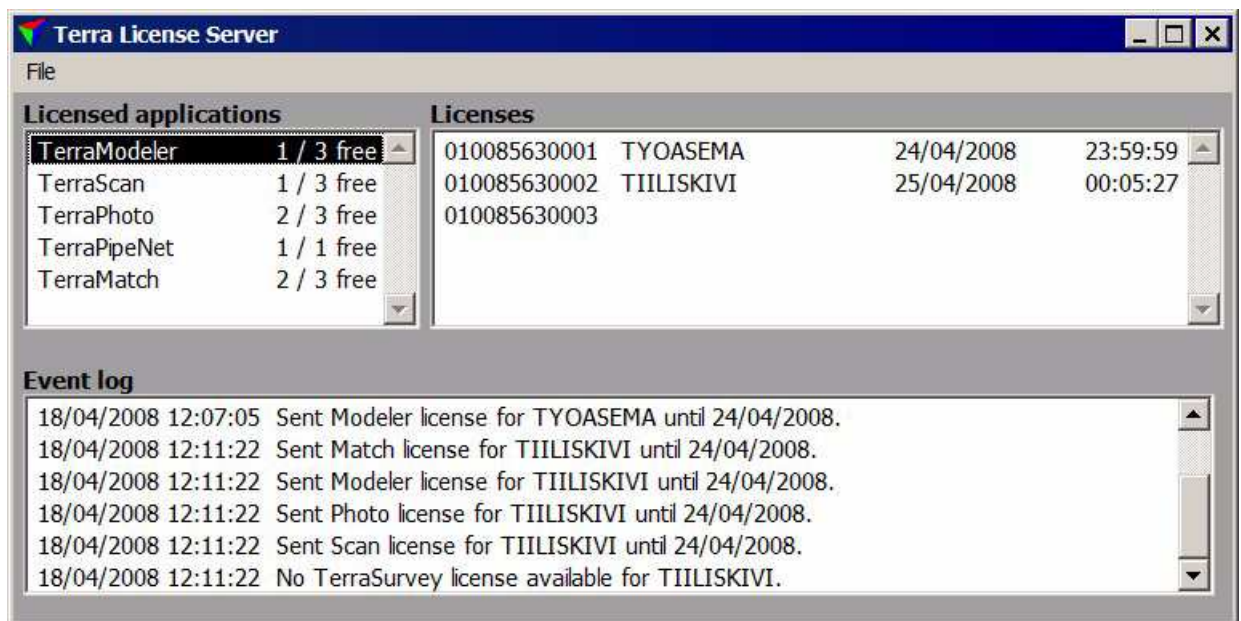 Terra License Server
File
Licensed applications
TerraModeler 1 / 3 free
TerraScan 1 / 3 free
TerraPhoto 2 / 3 free
TerraPipeNet 1 / 1 free
TerraMatch 2 / 3 free
Licenses
010085630001 TYOASEMA 24/04/2008 23:59:59
010085630002 TIILISKIVI 25/04/2008 00:05:27
010085630003
Event log
18/04/2008 12:07:05 Sent Modeler license for TYOASEMA until 24/04/2008.
18/04/2008 12:11:22 Sent Match license for TIILISKIVI until 24/04/2008.
18/04/2008 12:11:22 Sent Modeler license for TIILISKIVI until 24/04/2008.
18/04/2008 12:11:22 Sent Photo license for TIILISKIVI until 24/04/2008.
18/04/2008 12:11:22 Sent Scan license for TIILISKIVI until 24/04/2008.
18/04/2008 12:11:22 No TerraSurvey license available for TIILISKIVI.